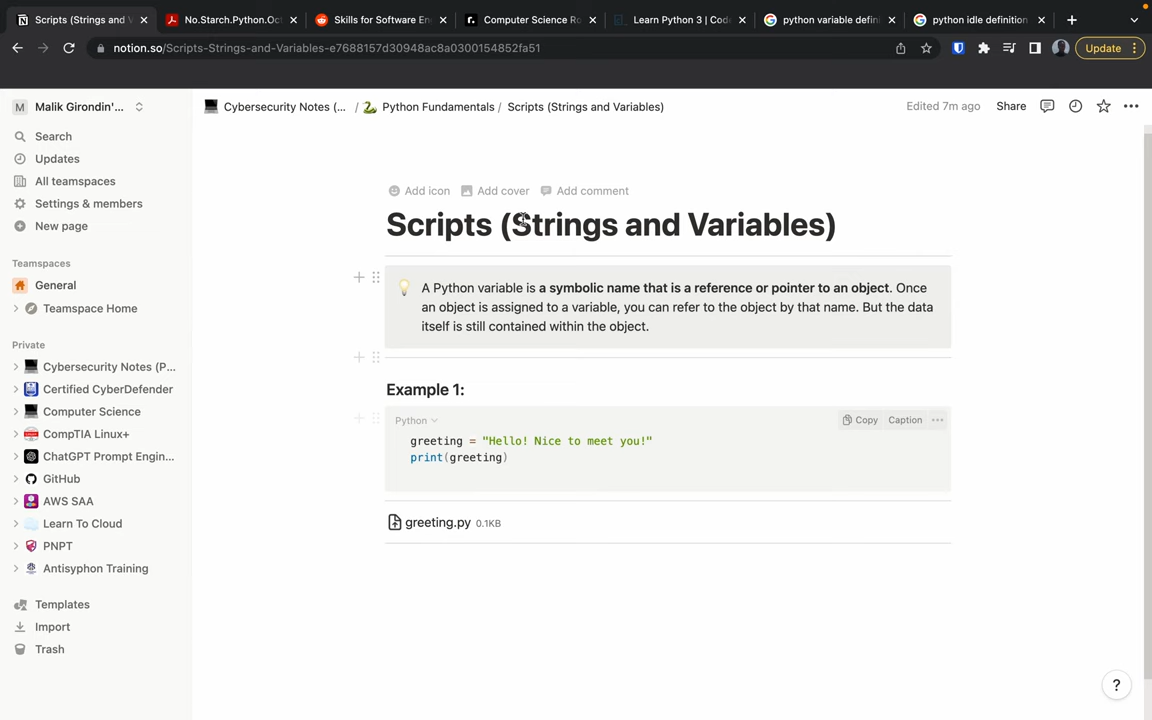 Scripts (Strings and V
No.Starch.Python.Oct
Skills for Software En
Computer Science Ro
Learn Python 3 | Cod
python variable defini
python idle definition
notion.so/Scripts-Strings-and-Variables-e7688157d30948ac8a0300154852fa51
Update
M Malik Girondin'...
Cybersecurity Notes (... / Python Fundamentals / Scripts (Strings and Variables)
Edited 7m ago
Share
Search
Updates
All teamspaces
Settings & members
New page
Teamspaces
General
Teamspace Home
Private
Cybersecurity Notes (P...
Certified CyberDefender
Computer Science
CompTIA Linux+
ChatGPT Prompt Engin...
GitHub
AWS SAA
Learn To Cloud
PNPT
Antisyphon Training
Templates
Import
Trash
Add icon
Add cover
Add comment
Scripts (Strings and Variables)
A Python variable is a symbolic name that is a reference or pointer to an object. Once
an object is assigned to a variable, you can refer to the object by that name. But the data
itself is still contained within the object.
Example 1:
Python
Copy
Caption
greeting = "Hello! Nice to meet you!"
print(greeting)
greeting.py 0.1KB
?